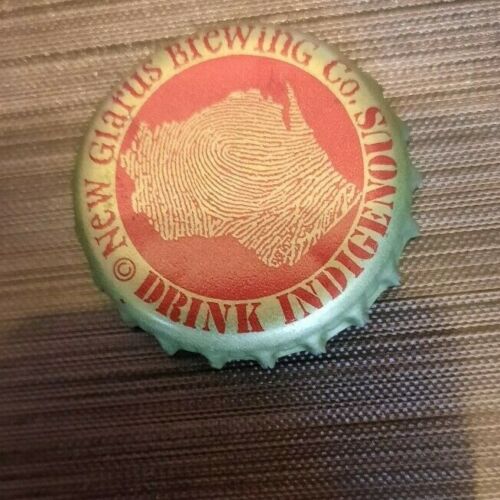 © New Glarus Brewing Co.
DRINK INDIGENOUS